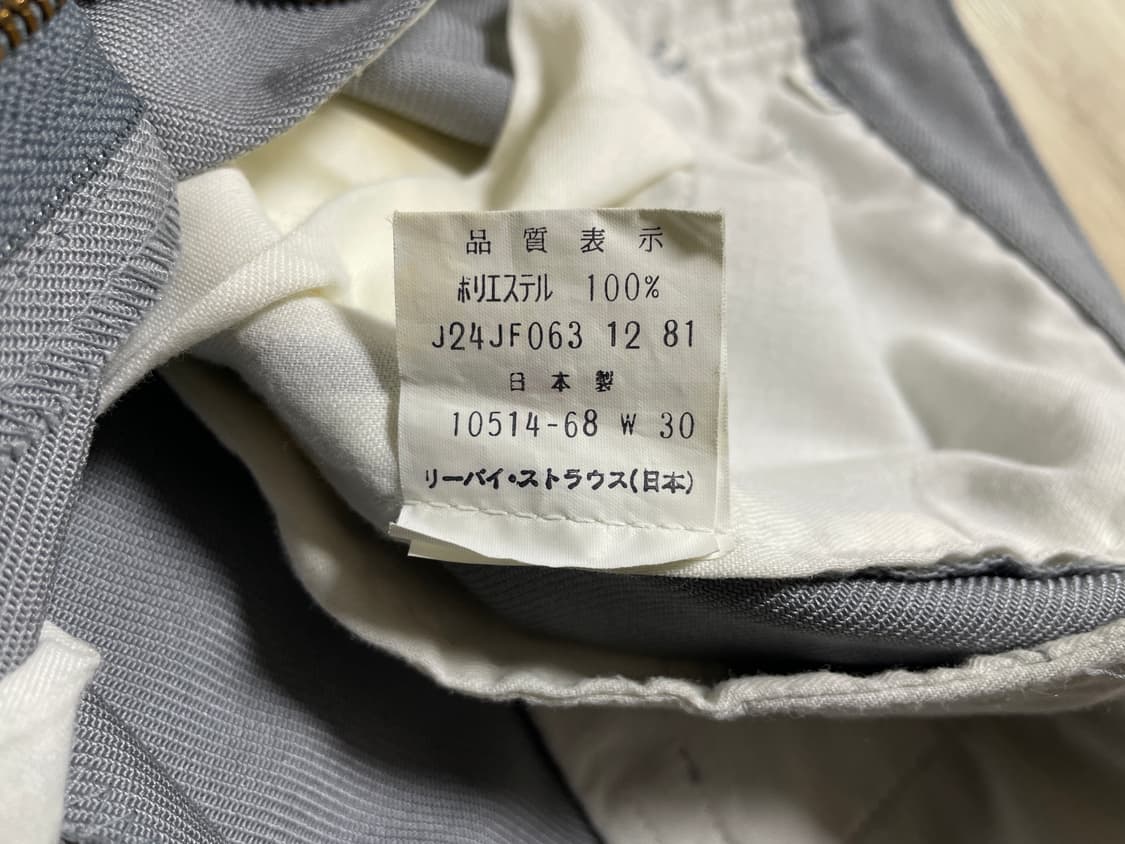 品質表示
ポリエステル 100%
J24JF063 12 81
日本製
10514-68 W 30
リーバイ・ストラウス(日本)